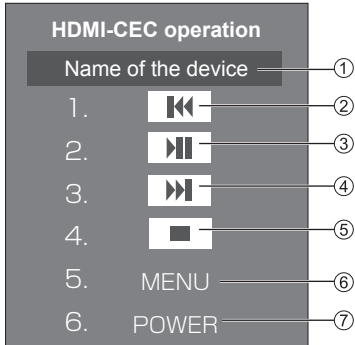 HDMI-CEC operation
Name of the device ①
1. ②
2. ③
3. ④
4. ⑤
5. MENU ⑥
6. POWER ⑦